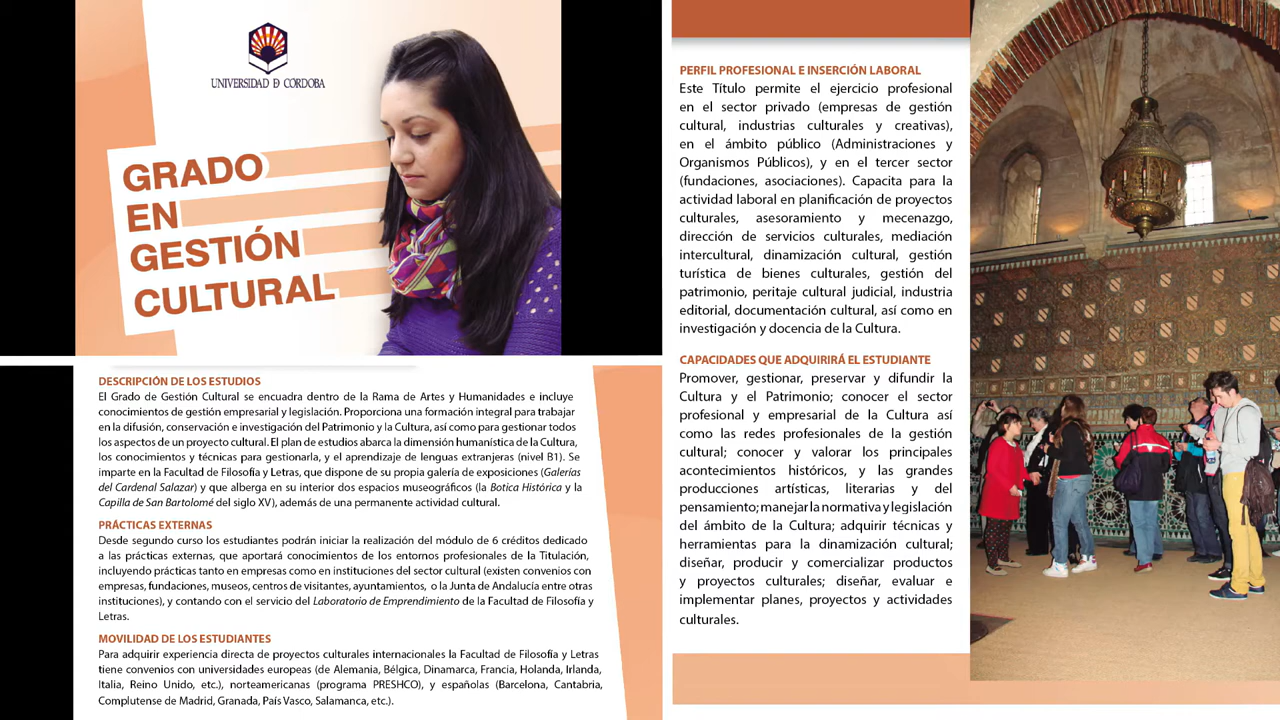 UNIVERSIDAD Ð CÓRDOBA
GRADO
EN
GESTIÓN
CULTURAL
DESCRIPCIÓN DE LOS ESTUDIOS
El Grado de Gestión Cultural se encuadra dentro de la Rama de Artes y Humanidades e incluye
conocimientos de gestión empresarial y legislación. Proporciona una formación integral para trabajar
en la difusión, conservación e investigación del Patrimonio y la Cultura, así como para gestionar todos
los aspectos de un proyecto cultural. El plan de estudios abarca la dimensión humanística de la Cultura,
los conocimientos y técnicas para gestionarla, y el aprendizaje de lenguas extranjeras (nivel B1). Se
imparte en la Facultad de Filosofía y Letras, que dispone de su propia galería de exposiciones (Galerías
del Cardenal Salazar) y que alberga en su interior dos espacios museográficos (la Botica Histórica y la
Capilla de San Bartolomé del siglo XV), además de una permanente actividad cultural.
PRÁCTICAS EXTERNAS
Desde segundo curso los estudiantes podrán iniciar la realización del módulo de 6 créditos dedicado
a las prácticas externas, que aportará conocimientos de los entornos profesionales de la Titulación,
incluyendo prácticas tanto en empresas como en instituciones del sector cultural (existen convenios con
empresas, fundaciones, museos, centros de visitantes, ayuntamientos, o la Junta de Andalucía entre otras
instituciones), y contando con el servicio del Laboratorio de Emprendimiento de la Facultad de Filosofía y
Letras.
MOVILIDAD DE LOS ESTUDIANTES
Para adquirir experiencia directa de proyectos culturales internacionales la Facultad de Filosofía y Letras
tiene convenios con universidades europeas (de Alemania, Bélgica, Dinamarca, Francia, Holanda, Irlanda,
Italia, Reino Unido, etc.), norteamericanas (programa PRESHCO), y españolas (Barcelona, Cantabria,
Complutense de Madrid, Granada, País Vasco, Salamanca, etc.).
PERFIL PROFESIONAL E INSERCIÓN LABORAL
Este Título permite el ejercicio profesional
en el sector privado (empresas de gestión
cultural, industrias culturales y creativas),
en el ámbito público (Administraciones y
Organismos Públicos), y en el tercer sector
(fundaciones, asociaciones). Capacita para la
actividad laboral en planificación de proyectos
culturales, asesoramiento y mecenazgo,
dirección de servicios culturales, mediación
intercultural, dinamización cultural, gestión
turística de bienes culturales, gestión del
patrimonio, peritaje cultural judicial, industria
editorial, documentación cultural, así como en
investigación y docencia de la Cultura.
CAPACIDADES QUE ADQUIRIRÁ EL ESTUDIANTE
Promover, gestionar, preservar y difundir la
Cultura y el Patrimonio; conocer el sector
profesional y empresarial de la Cultura así
como las redes profesionales de la gestión
cultural; conocer y valorar los principales
acontecimientos históricos, y las grandes
producciones artísticas, literarias y del
pensamiento; manejar la normativa y legislación
del ámbito de la Cultura; adquirir técnicas y
herramientas para la dinamización cultural;
diseñar, producir y comercializar productos
y proyectos culturales; diseñar, evaluar e
implementar planes, proyectos y actividades
culturales.